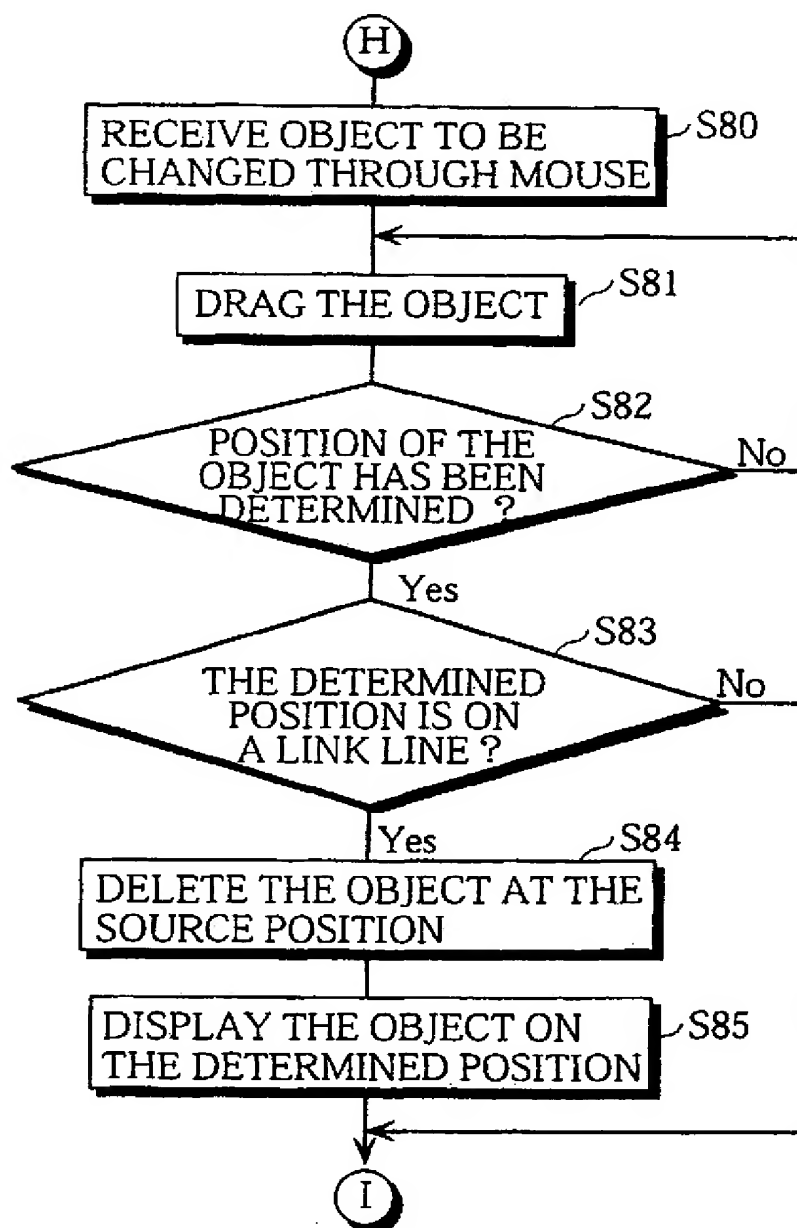 H
RECEIVE OBJECT TO BE
CHANGED THROUGH MOUSE
S80
DRAG THE OBJECT
S81
S82
POSITION OF THE
OBJECT HAS BEEN
DETERMINED ?
No
Yes
S83
THE DETERMINED
POSITION IS ON
A LINK LINE ?
No
Yes
S84
DELETE THE OBJECT AT THE
SOURCE POSITION
DISPLAY THE OBJECT ON
THE DETERMINED POSITION
S85
I